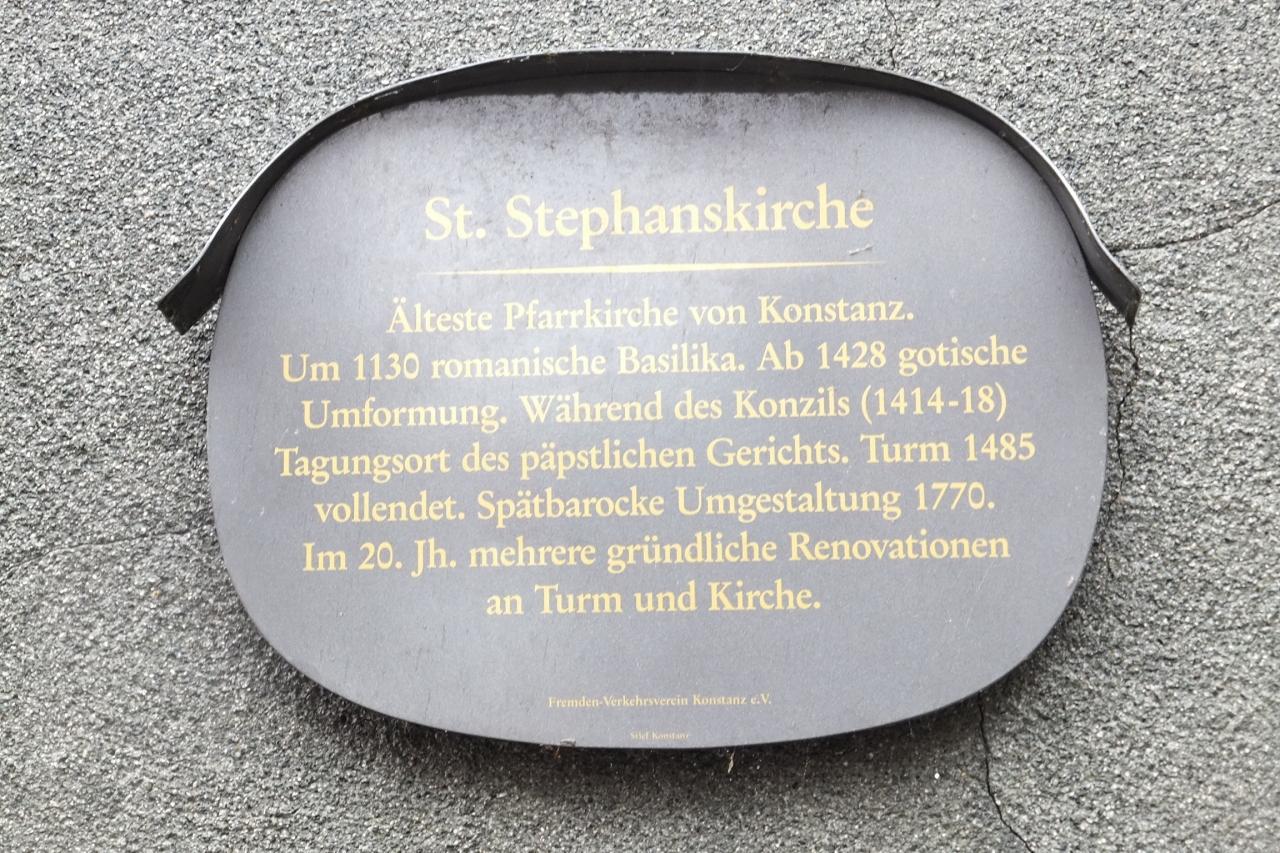 St. Stephanskirche
Älteste Pfarrkirche von Konstanz.
Um 1130 romanische Basilika. Ab 1428 gotische
Umformung. Während des Konzils (1414-18)
Tagungsort des päpstlichen Gerichts. Turm 1485
vollendet. Spätbarocke Umgestaltung 1770.
Im 20. Jh. mehrere gründliche Renovationen
an Turm und Kirche.
Fremden-Verkehrsverein Konstanz e.V.
Konstanz